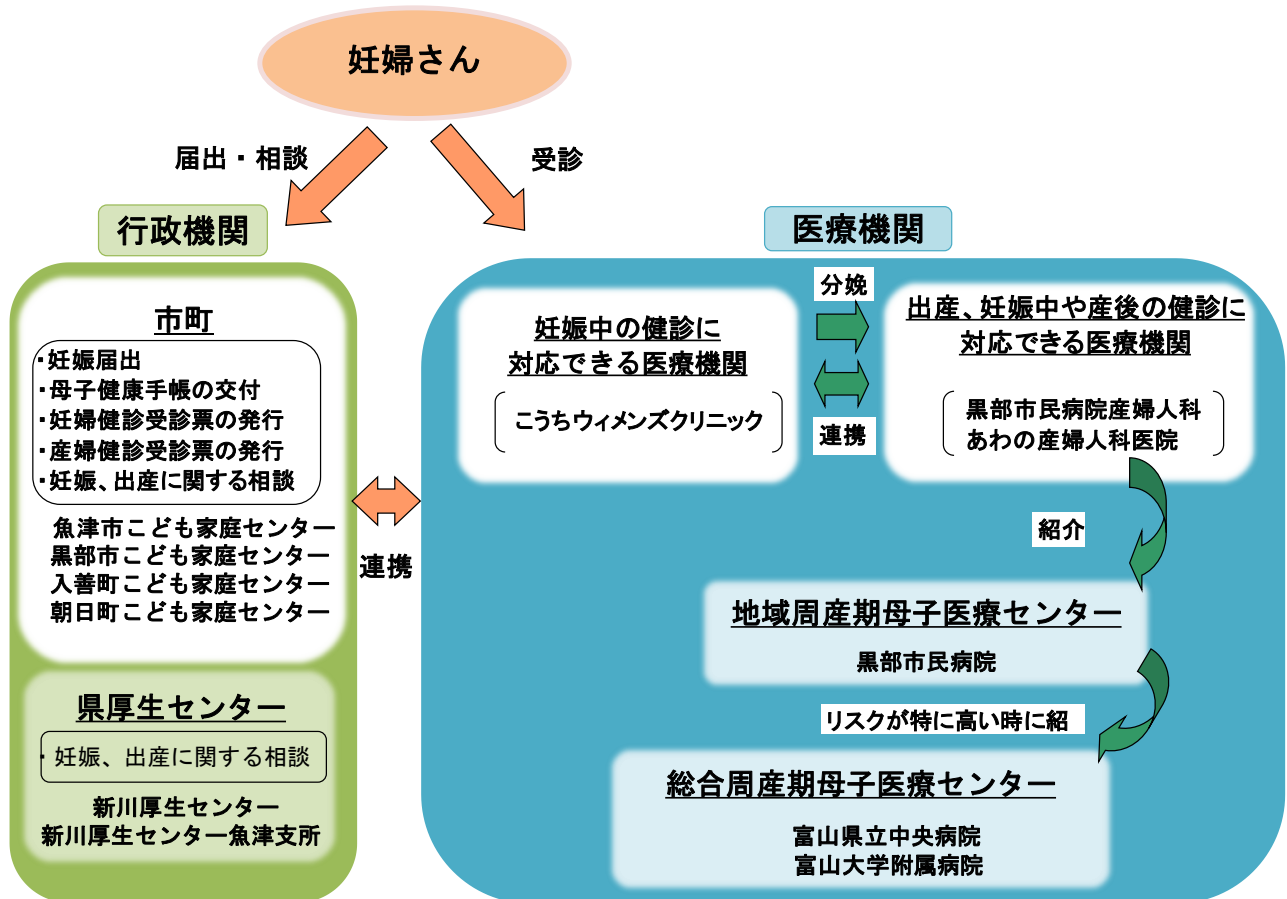 妊婦さん
届出・相談
受診
行政機関
市町
・妊娠届出
・母子健康手帳の交付
・妊婦健診受診票の発行
・産婦健診受診票の発行
・妊娠、出産に関する相談
魚津市こども家庭センター
黒部市こども家庭センター
入善町こども家庭センター
朝日町こども家庭センター
県厚生センター
・妊娠、出産に関する相談
新川厚生センター
新川厚生センター魚津支所
連携
医療機関
妊娠中の健診に
対応できる医療機関
こうちウィメンズクリニック
分娩
連携
出産、妊娠中や産後の健診に
対応できる医療機関
黒部市民病院産婦人科
あわの産婦人科医院
紹介
地域周産期母子医療センター
黒部市民病院
リスクが特に高い時に紹
総合周産期母子医療センター
富山県立中央病院
富山大学附属病院